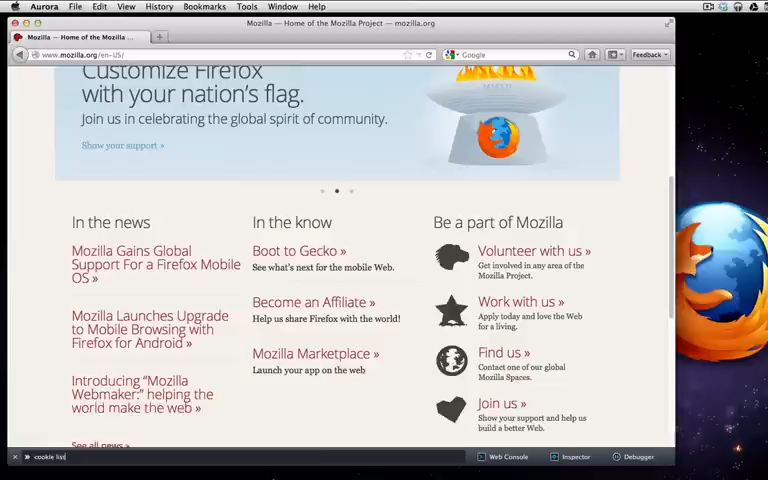 Aurora File Edit View History Bookmarks Tools Window Help
Mozilla — Home of the Mozilla Project — mozilla.org
Mozilla — Home of the Mozilla ...
www.mozilla.org/en-US/
Google
Feedback
Customize Firefox
with your nation's flag.
Join us in celebrating the global spirit of community.
Show your support »
In the news
Mozilla Gains Global
Support For a Firefox Mobile
OS »
Mozilla Launches Upgrade
to Mobile Browsing with
Firefox for Android »
Introducing “Mozilla
Webmaker:” helping the
world make the web »
See all news »
In the know
Boot to Gecko »
See what's next for the mobile Web.
Become an Affiliate »
Help us share Firefox with the world!
Mozilla Marketplace »
Launch your app on the web
Be a part of Mozilla
Volunteer with us »
Get involved in any area of the
Mozilla Project.
Work with us »
Apply today and love the Web
for a living.
Find us »
Contact one of our global
Mozilla Spaces.
Join us »
Show your support and help us
build a better Web.
» cookie list
Web Console Inspector Debugger